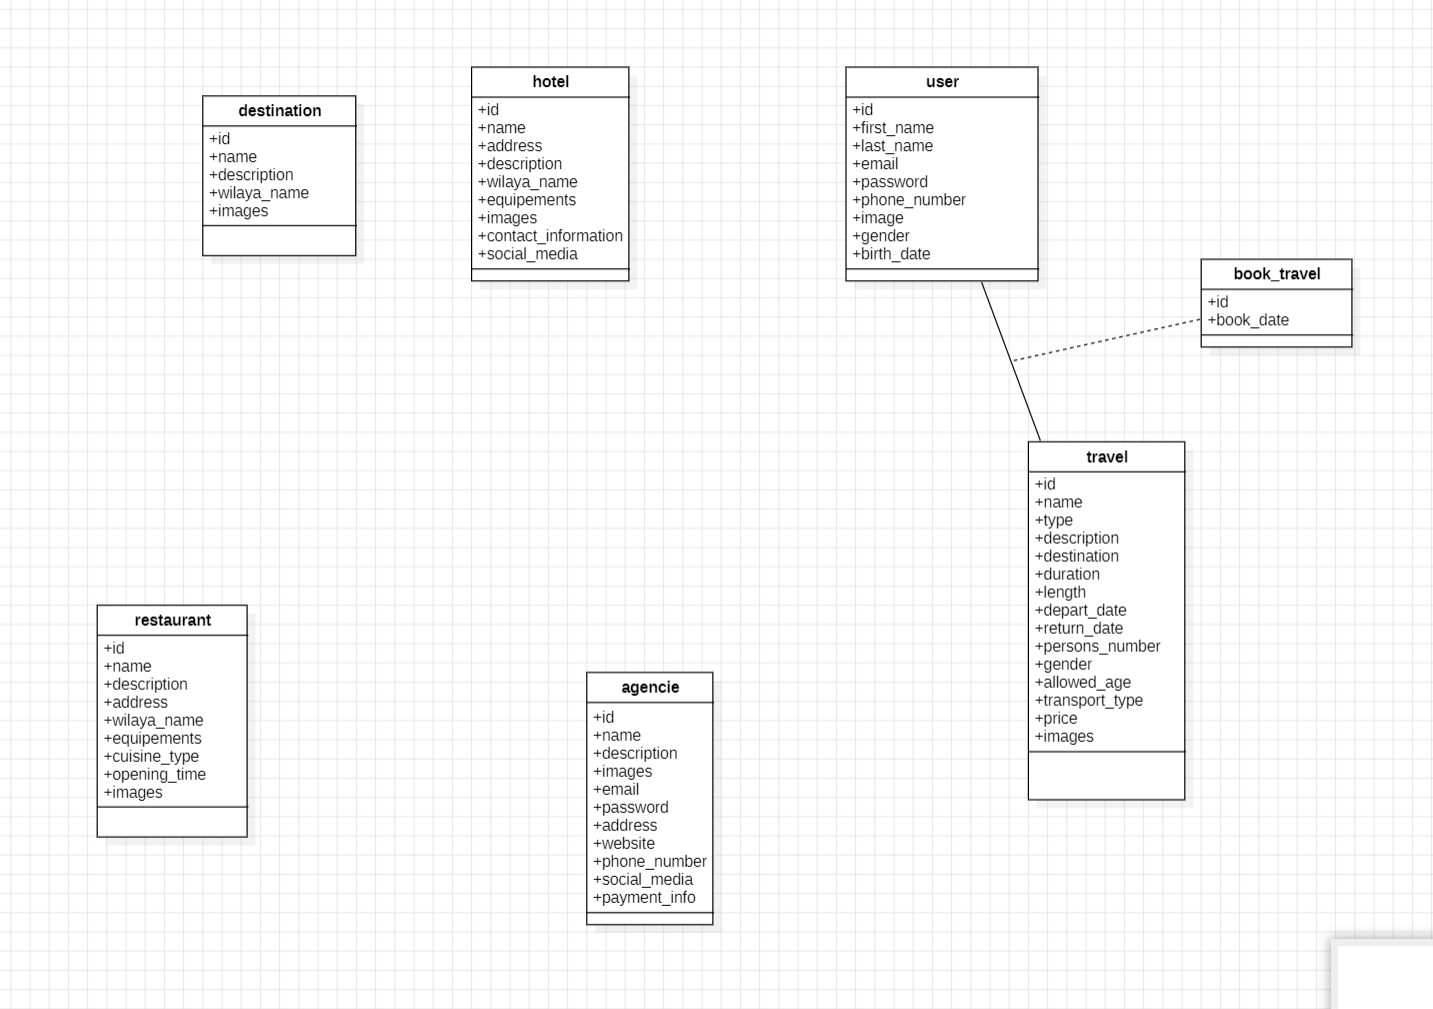 destination
+id
+name
+description
+wilaya_name
+images
hotel
+id
+name
+address
+description
+wilaya_name
+equipements
+images
+contact_information
+social_media
user
+id
+first_name
+last_name
+email
+password
+phone_number
+image
+gender
+birth_date
book_travel
+id
+book_date
travel
+id
+name
+type
+description
+destination
+duration
+length
+depart_date
+return_date
+persons_number
+gender
+allowed_age
+transport_type
+price
+images
restaurant
+id
+name
+description
+address
+wilaya_name
+equipements
+cuisine_type
+opening_time
+images
agencie
+id
+name
+description
+images
+email
+password
+address
+website
+phone_number
+social_media
+payment_info